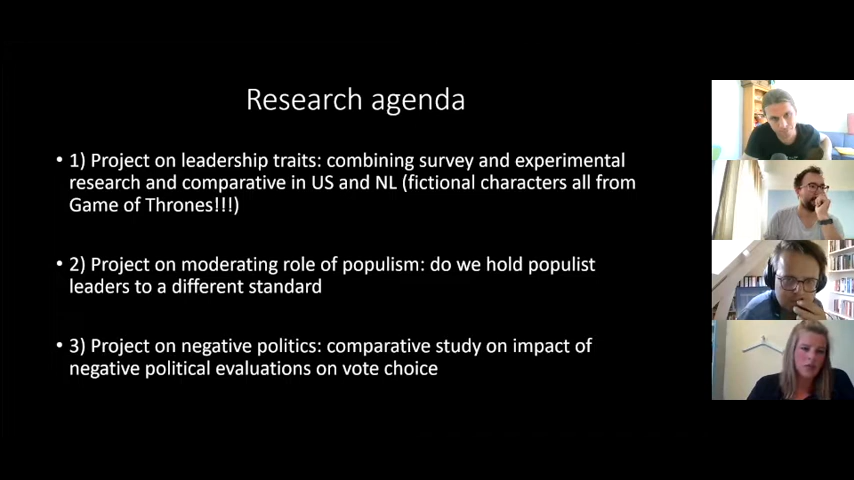 Research agenda
• 1) Project on leadership traits: combining survey and experimental
research and comparative in US and NL (fictional characters all from
Game of Thrones!!!)
• 2) Project on moderating role of populism: do we hold populist
leaders to a different standard
• 3) Project on negative politics: comparative study on impact of
negative political evaluations on vote choice